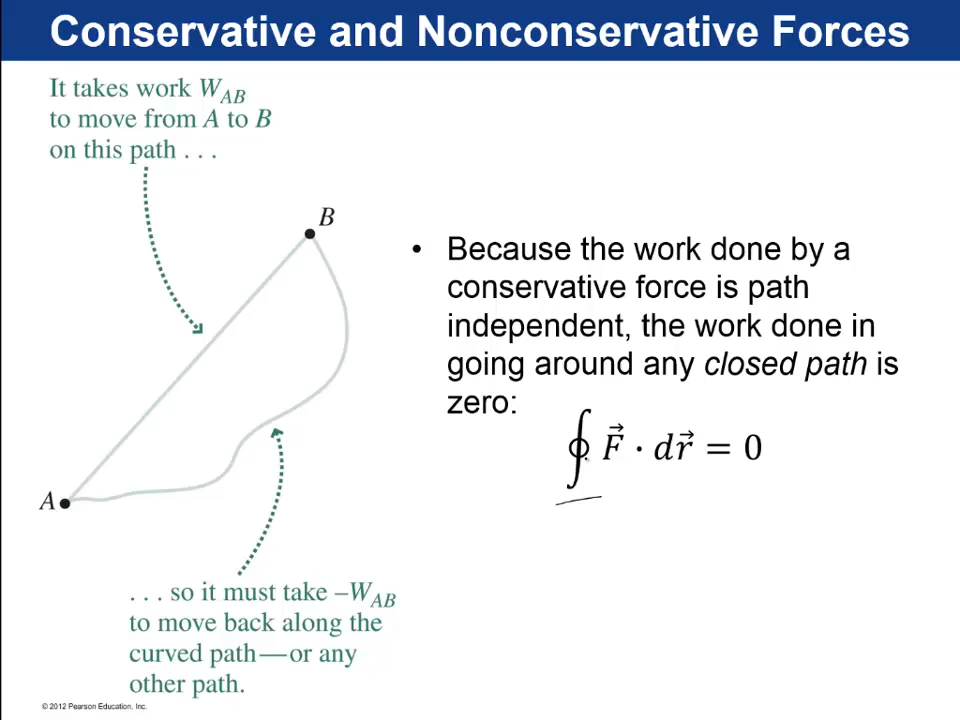 Conservative and Nonconservative Forces
It takes work W_AB
to move from A to B
on this path . . .
B
• Because the work done by a
conservative force is path
independent, the work done in
going around any closed path is
zero:
∮ F⃗ · dr⃗ = 0
A
. . . so it must take –W_AB
to move back along the
curved path—or any
other path.
© 2012 Pearson Education, Inc.